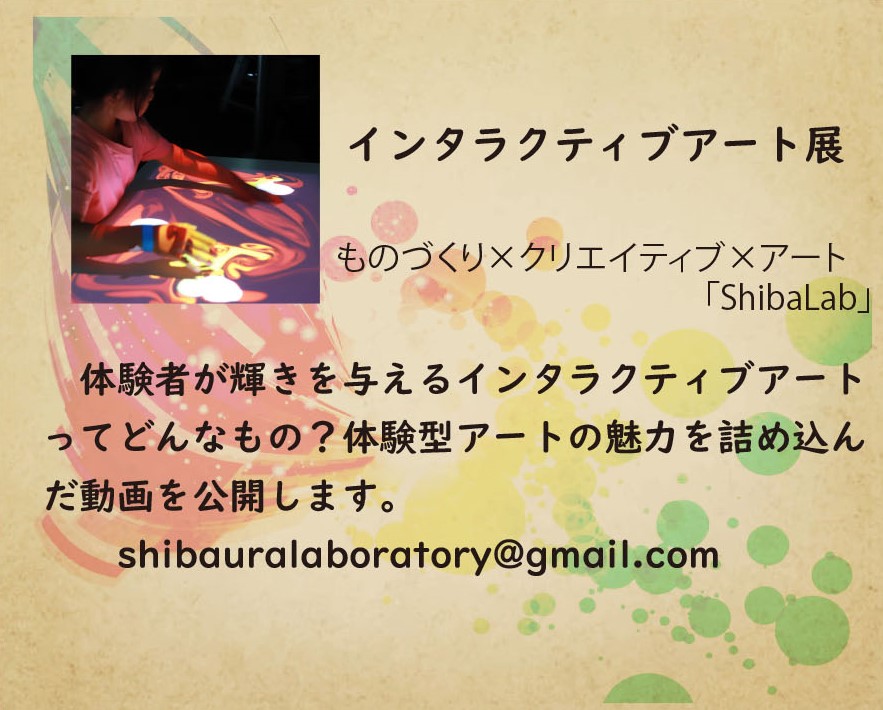 インタラクティブアート展
ものづくり×クリエイティブ×アート
「ShibaLab」
体験者が輝きを与えるインタラクティブアート
ってどんなもの？体験型アートの魅力を詰め込ん
だ動画を公開します。
shibauralaboratory@gmail.com